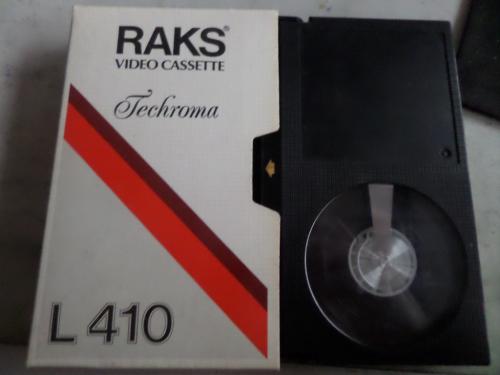 RAKS®
VIDEO CASSETTE
Techroma
L 410